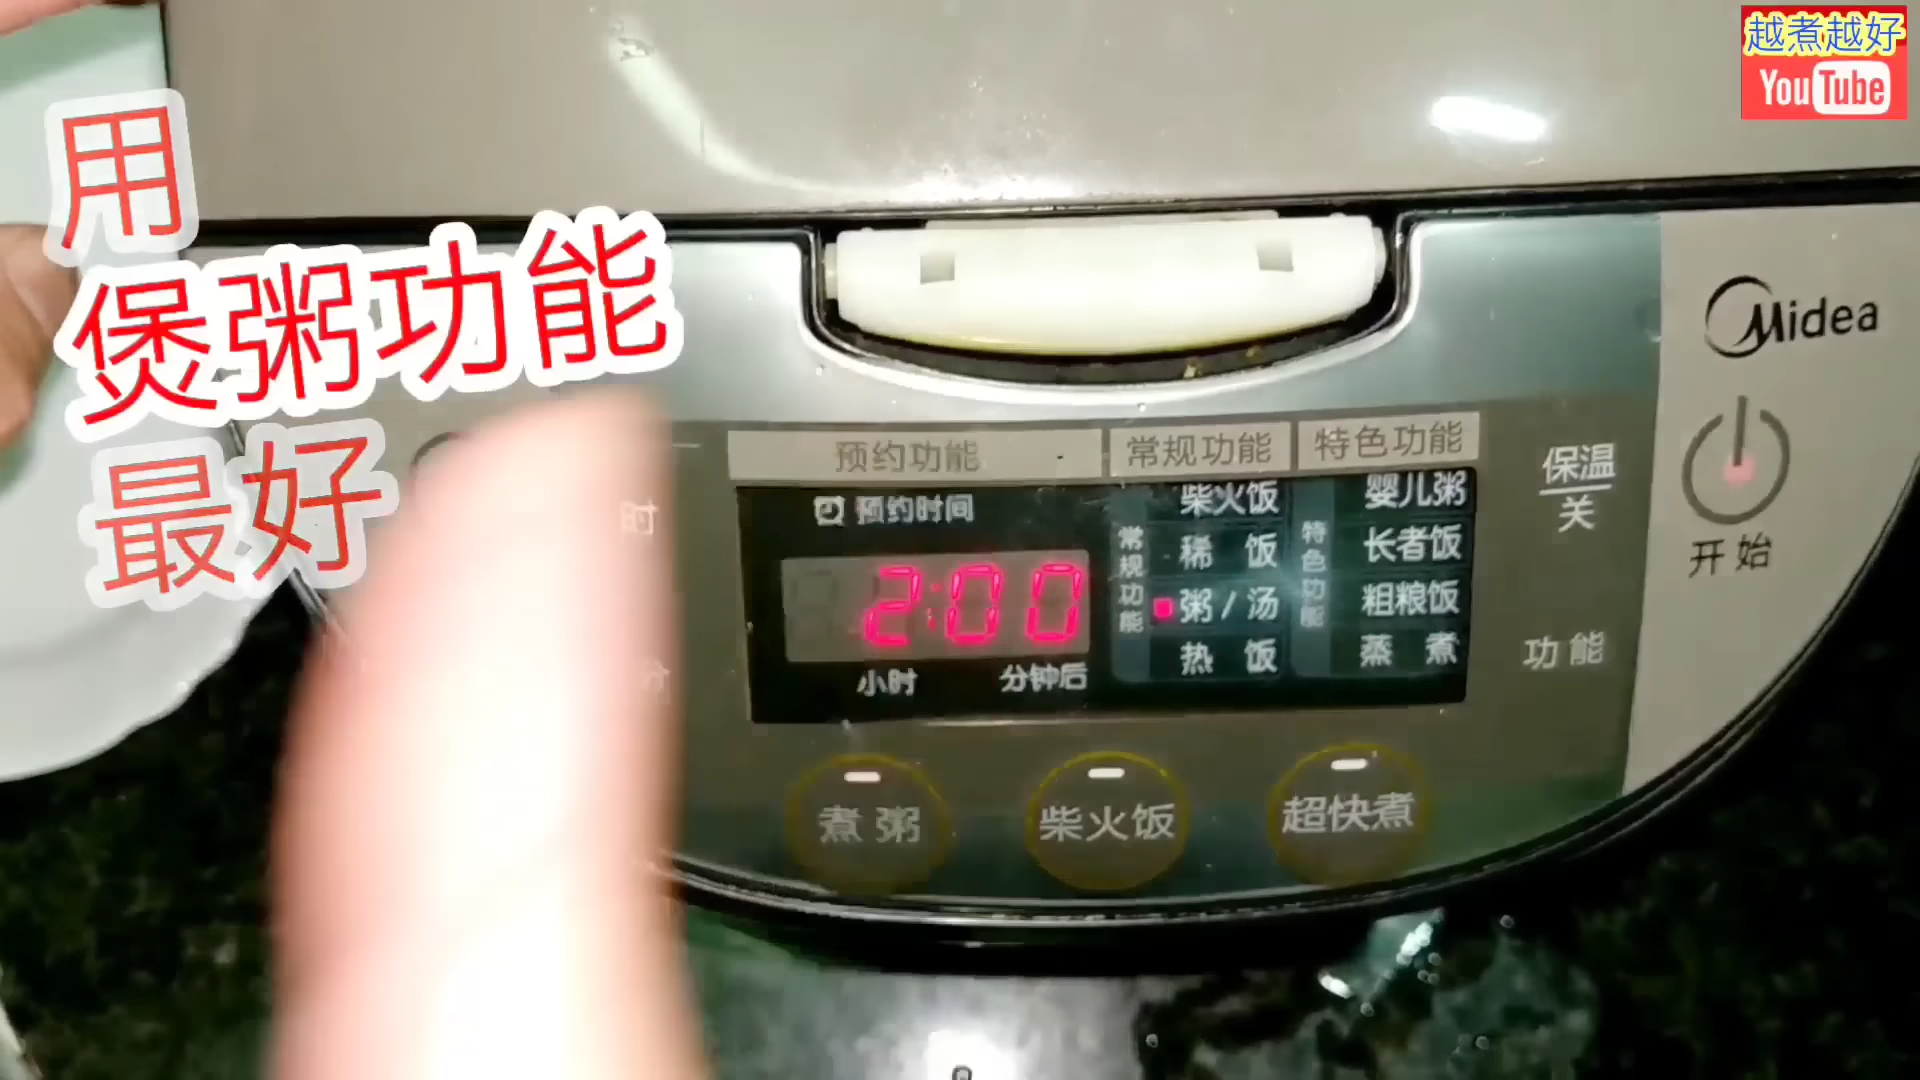 越煮越好
YouTube
用
煲粥功能
最好
Midea
预约功能
常规功能
特色功能
预约时间
2:00
小时
分钟后
常规功能
柴火饭
稀饭
粥/汤
热饭
特色功能
婴儿粥
长者饭
粗粮饭
蒸煮
保温
关
功能
开始
煮粥
柴火饭
超快煮